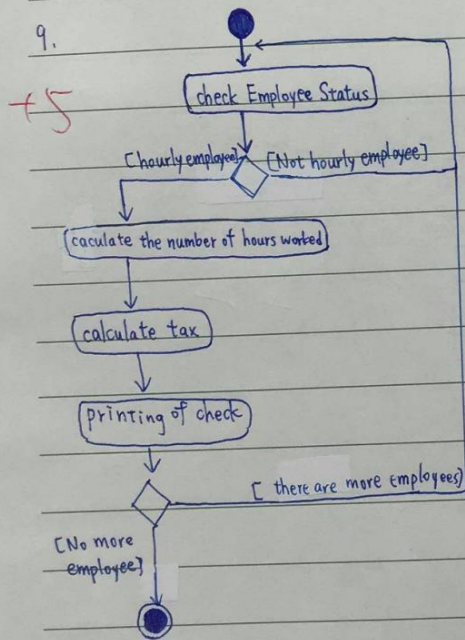 9.
+5
check Employee Status
[hourly employee]
[Not hourly employee]
caculate the number of hours worked
calculate tax
printing of check
[ there are more employees)
[No more
employee]